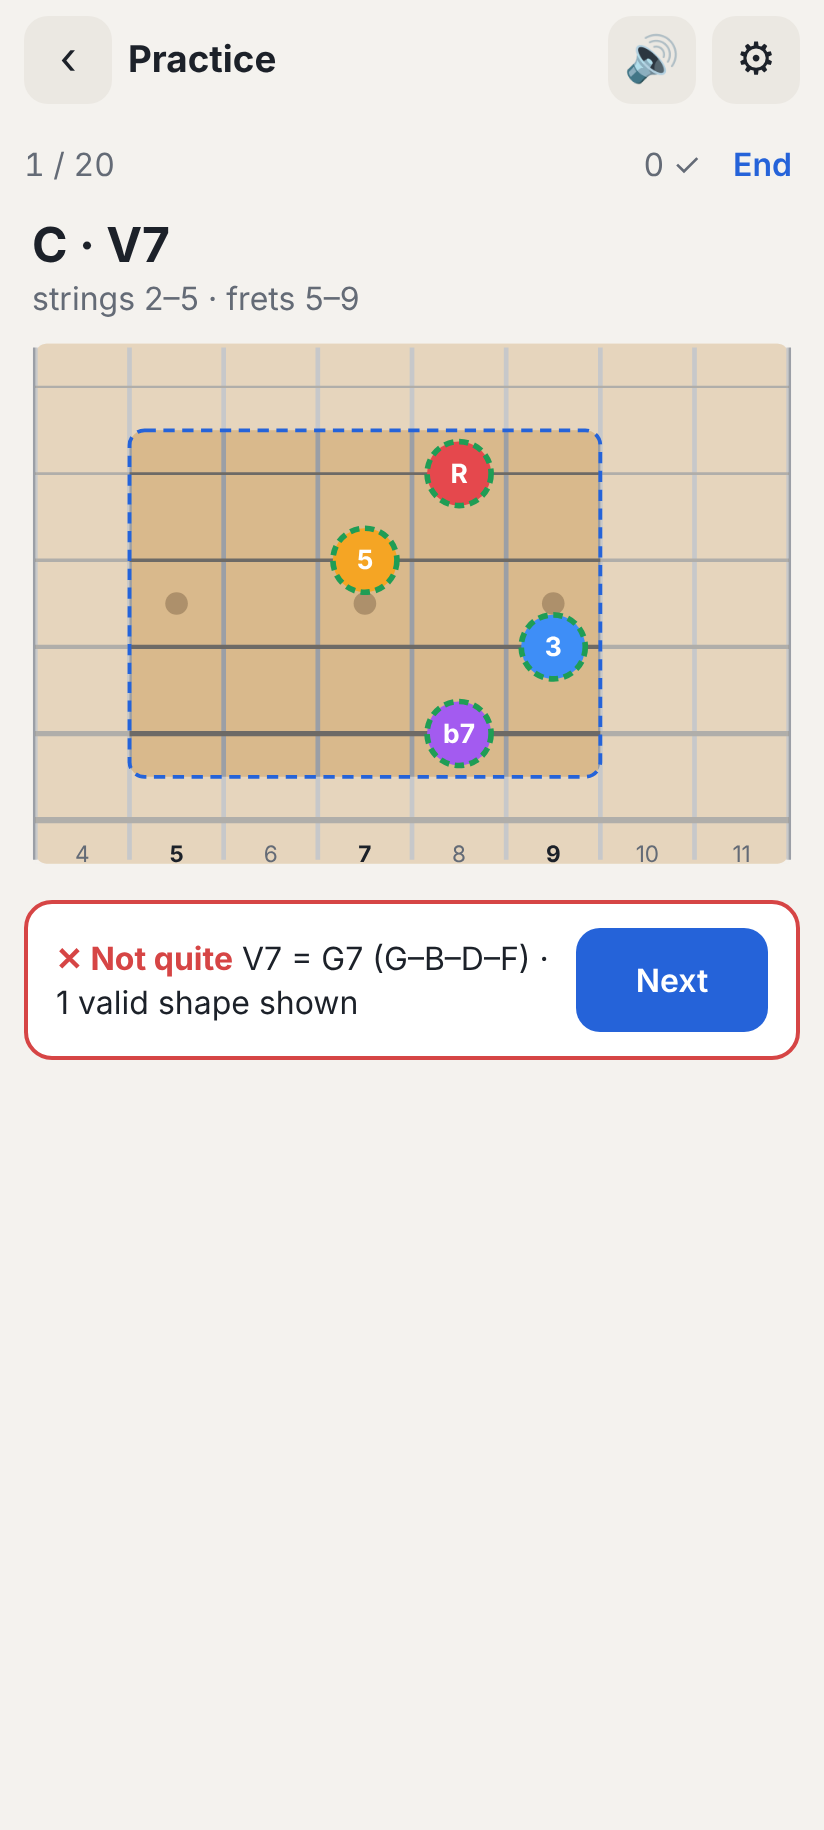 ‹ Practice
1 / 20 0 ✓ End
C · V7
strings 2–5 · frets 5–9
R
5
3
b7
4 5 6 7 8 9 10 11
✕ Not quite V7 = G7 (G–B–D–F) ·
1 valid shape shown
Next